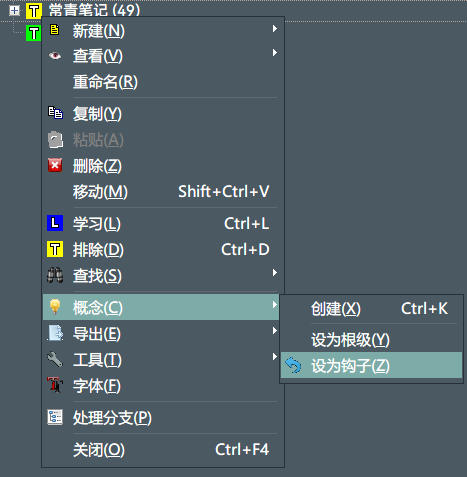 T 常青笔记 (49)
T
新建(N)
查看(V)
重命名(R)
复制(Y)
粘贴(A)
删除(Z)
移动(M) Shift+Ctrl+V
L 学习(L) Ctrl+L
T 排除(D) Ctrl+D
查找(S)
概念(C)
创建(X) Ctrl+K
导出(E)
设为根级(Y)
工具(T)
设为钩子(Z)
字体(F)
处理分支(P)
关闭(O) Ctrl+F4